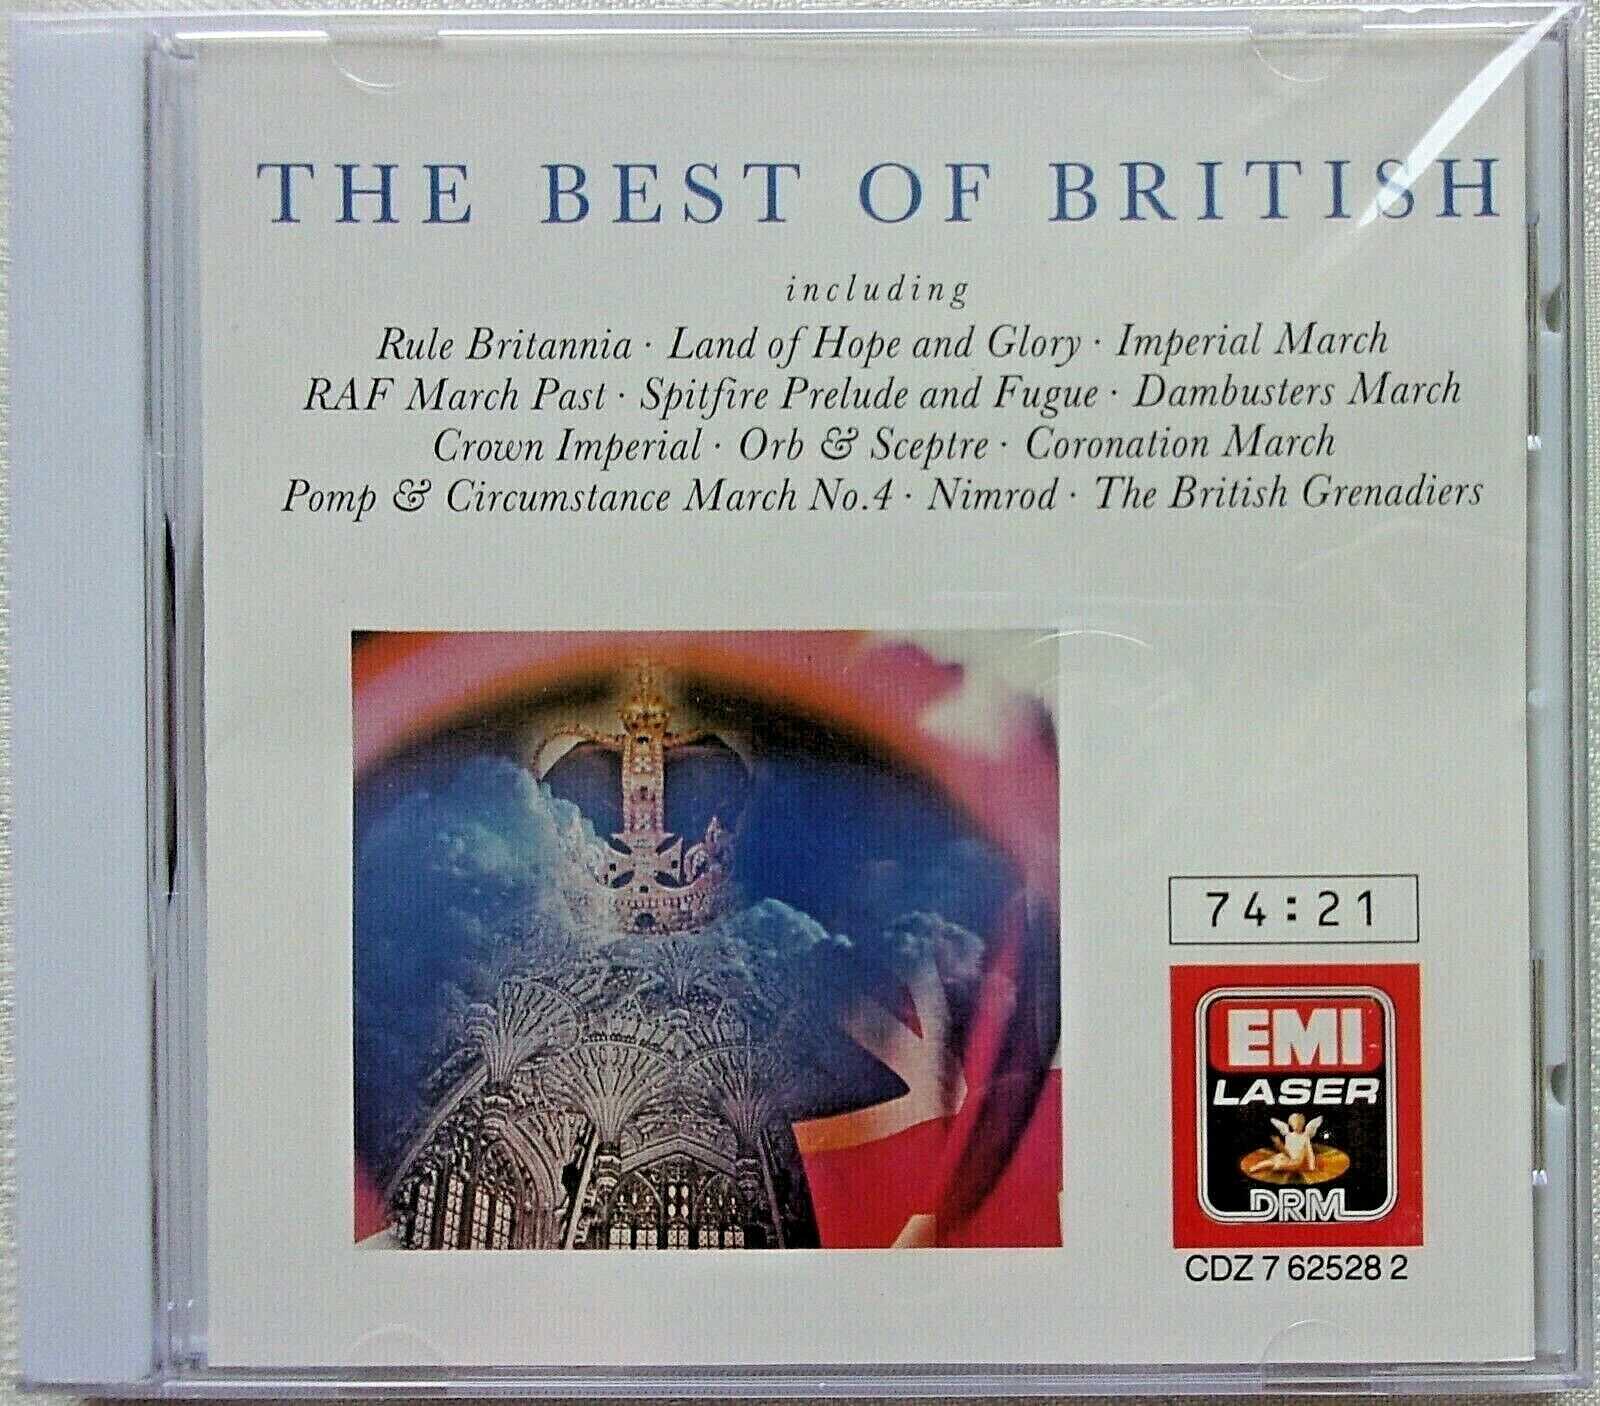 THE BEST OF BRITISH
including
Rule Britannia · Land of Hope and Glory · Imperial March
RAF March Past · Spitfire Prelude and Fugue · Dambusters March
Crown Imperial · Orb & Sceptre · Coronation March
Pomp & Circumstance March No.4 · Nimrod · The British Grenadiers
74:21
EMI
LASER
DRM
CDZ 7 62528 2